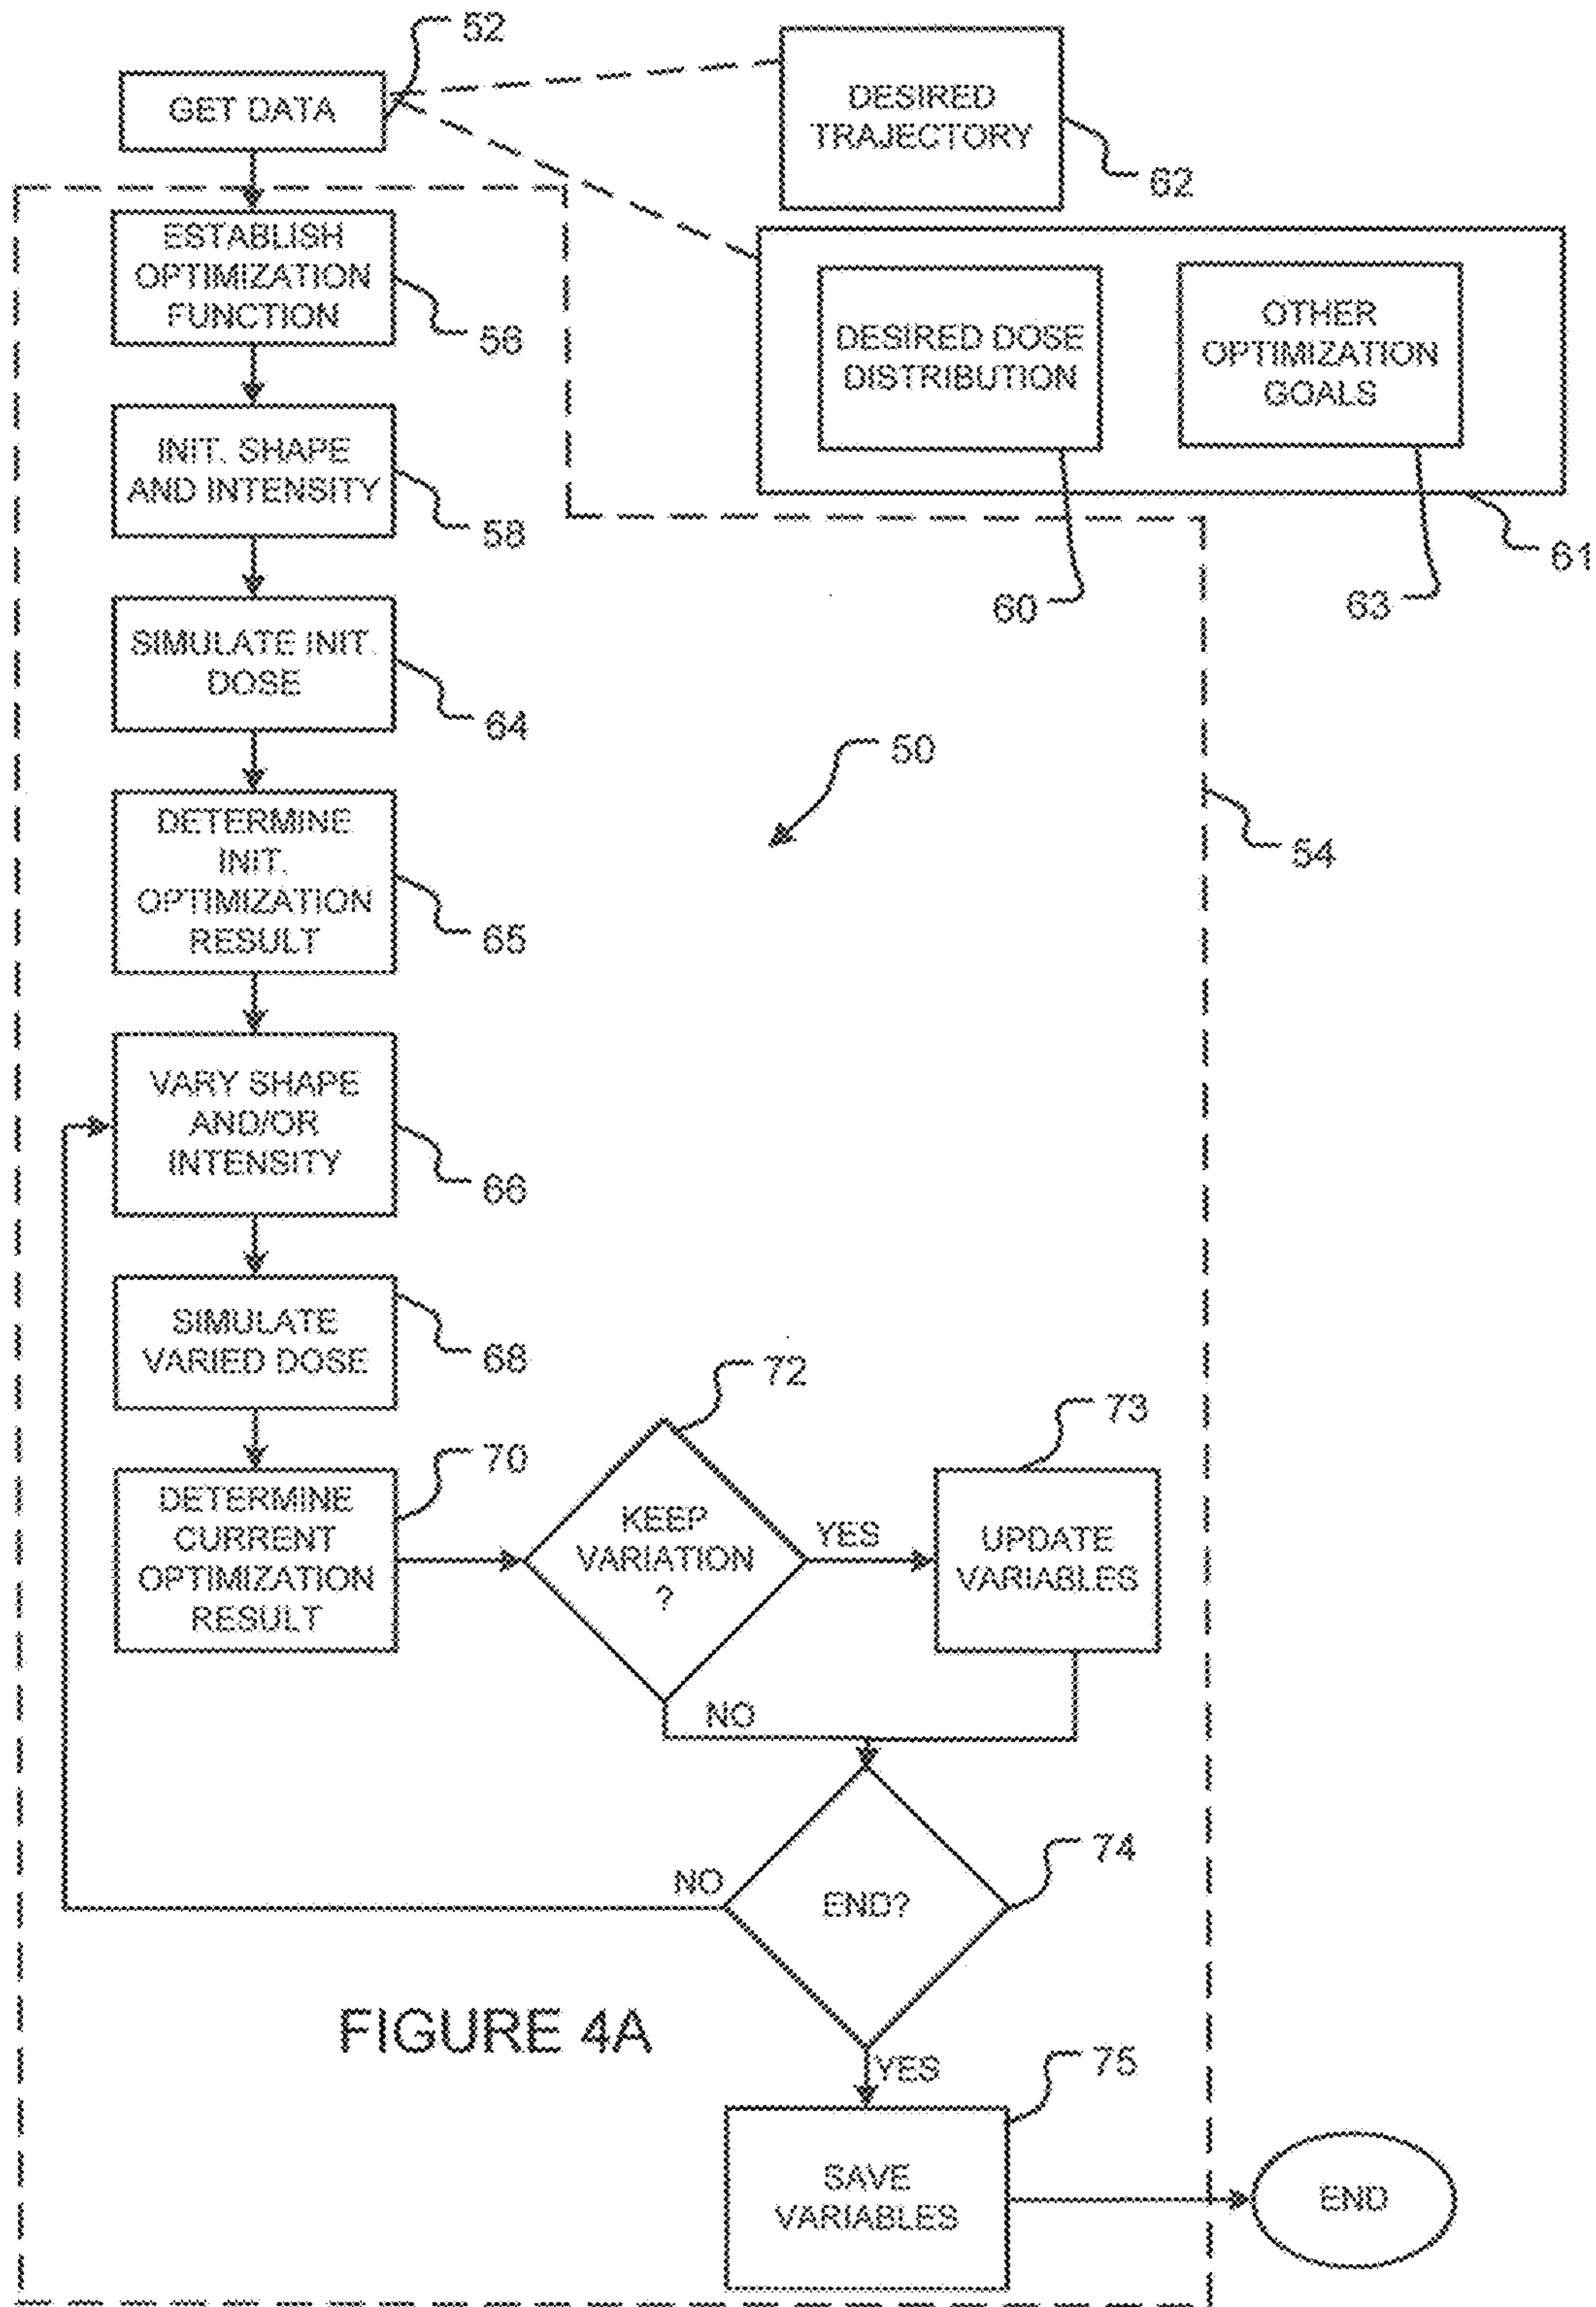 52
GET DATA
DESIRED
TRAJECTORY
62
ESTABLISH
OPTIMIZATION
FUNCTION
56
DESIRED DOSE
DISTRIBUTION
OTHER
OPTIMIZATION
GOALS
INIT. SHAPE
AND INTENSITY
58
61
60
63
SIMULATE INIT.
DOSE
64
50
DETERMINE
INIT.
OPTIMIZATION
RESULT
65
54
VARY SHAPE
AND/OR
INTENSITY
66
SIMULATE
VARIED DOSE
68
72
73
DETERMINE
CURRENT
OPTIMIZATION
RESULT
70
KEEP
VARIATION
?
YES
UPDATE
VARIABLES
NO
74
NO
END?
FIGURE 4A
YES
75
SAVE
VARIABLES
END